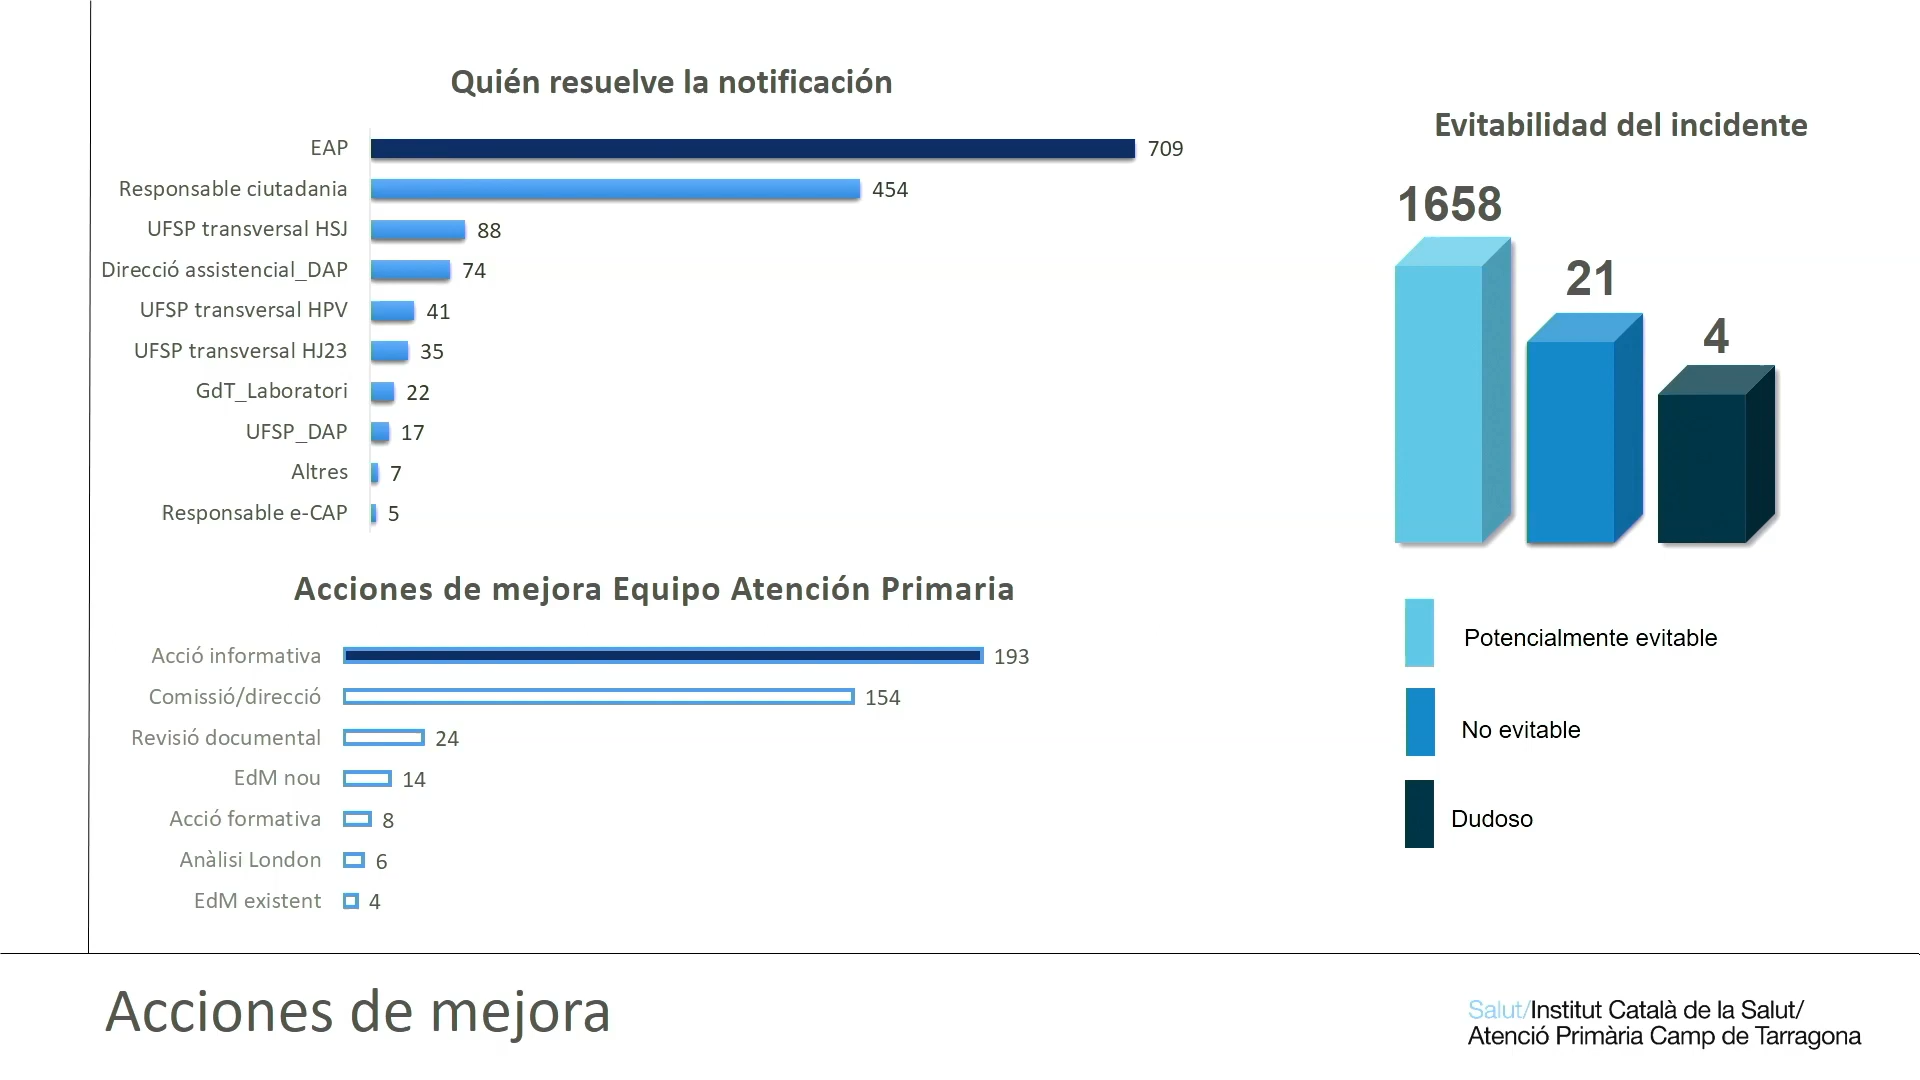 Quién resuelve la notificación
EAP 709
Responsable ciutadania 454
UFSP transversal HSJ 88
Direcció assistencial_DAP 74
UFSP transversal HPV 41
UFSP transversal HJ23 35
GdT_Laboratori 22
UFSP_DAP 17
Altres 7
Responsable e-CAP 5
Acciones de mejora Equipo Atención Primaria
Acció informativa 193
Comissió/direcció 154
Revisió documental 24
EdM nou 14
Acció formativa 8
Anàlisi London 6
EdM existent 4
Evitabilidad del incidente
1658
21
4
Potencialmente evitable
No evitable
Dudoso
Acciones de mejora
Salut/Institut Català de la Salut/
Atenció Primària Camp de Tarragona